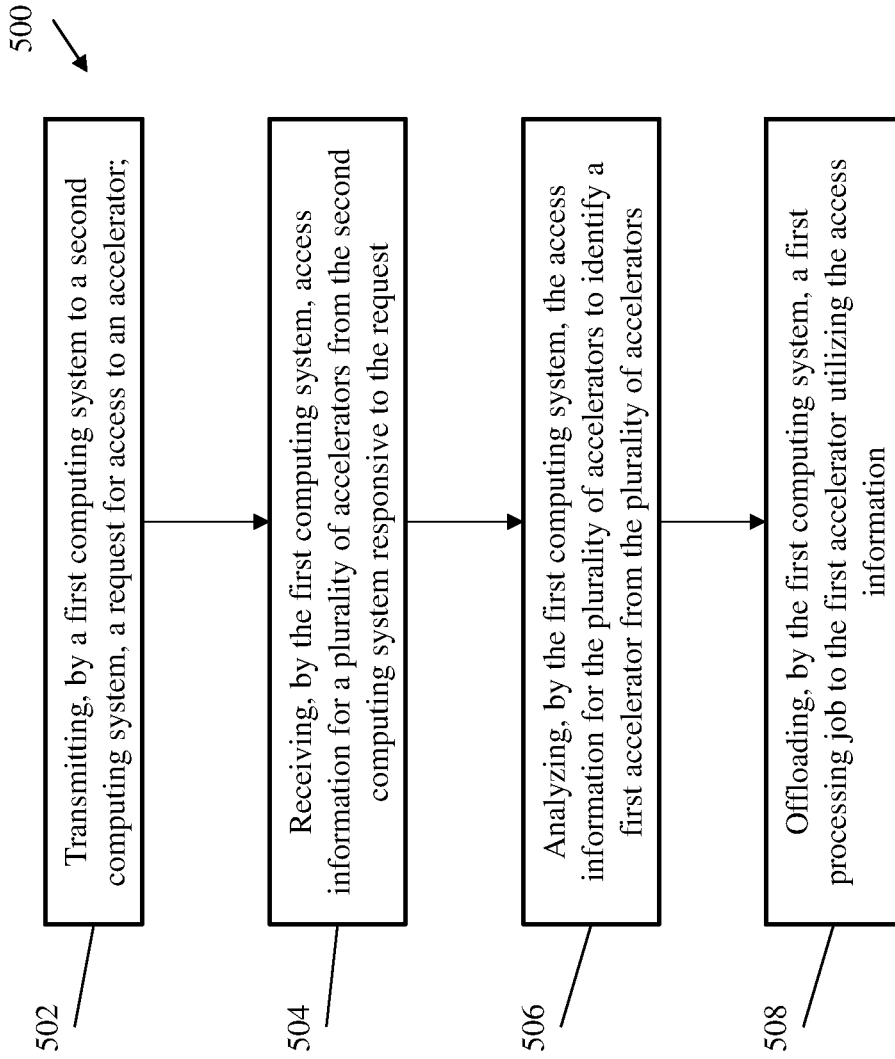 500
502
Transmitting, by a first computing system to a second
computing system, a request for access to an accelerator;
504
Receiving, by the first computing system, access
information for a plurality of accelerators from the second
computing system responsive to the request
506
Analyzing, by the first computing system, the access
information for the plurality of accelerators to identify a
first accelerator from the plurality of accelerators
508
Offloading, by the first computing system, a first
processing job to the first accelerator utilizing the access
information